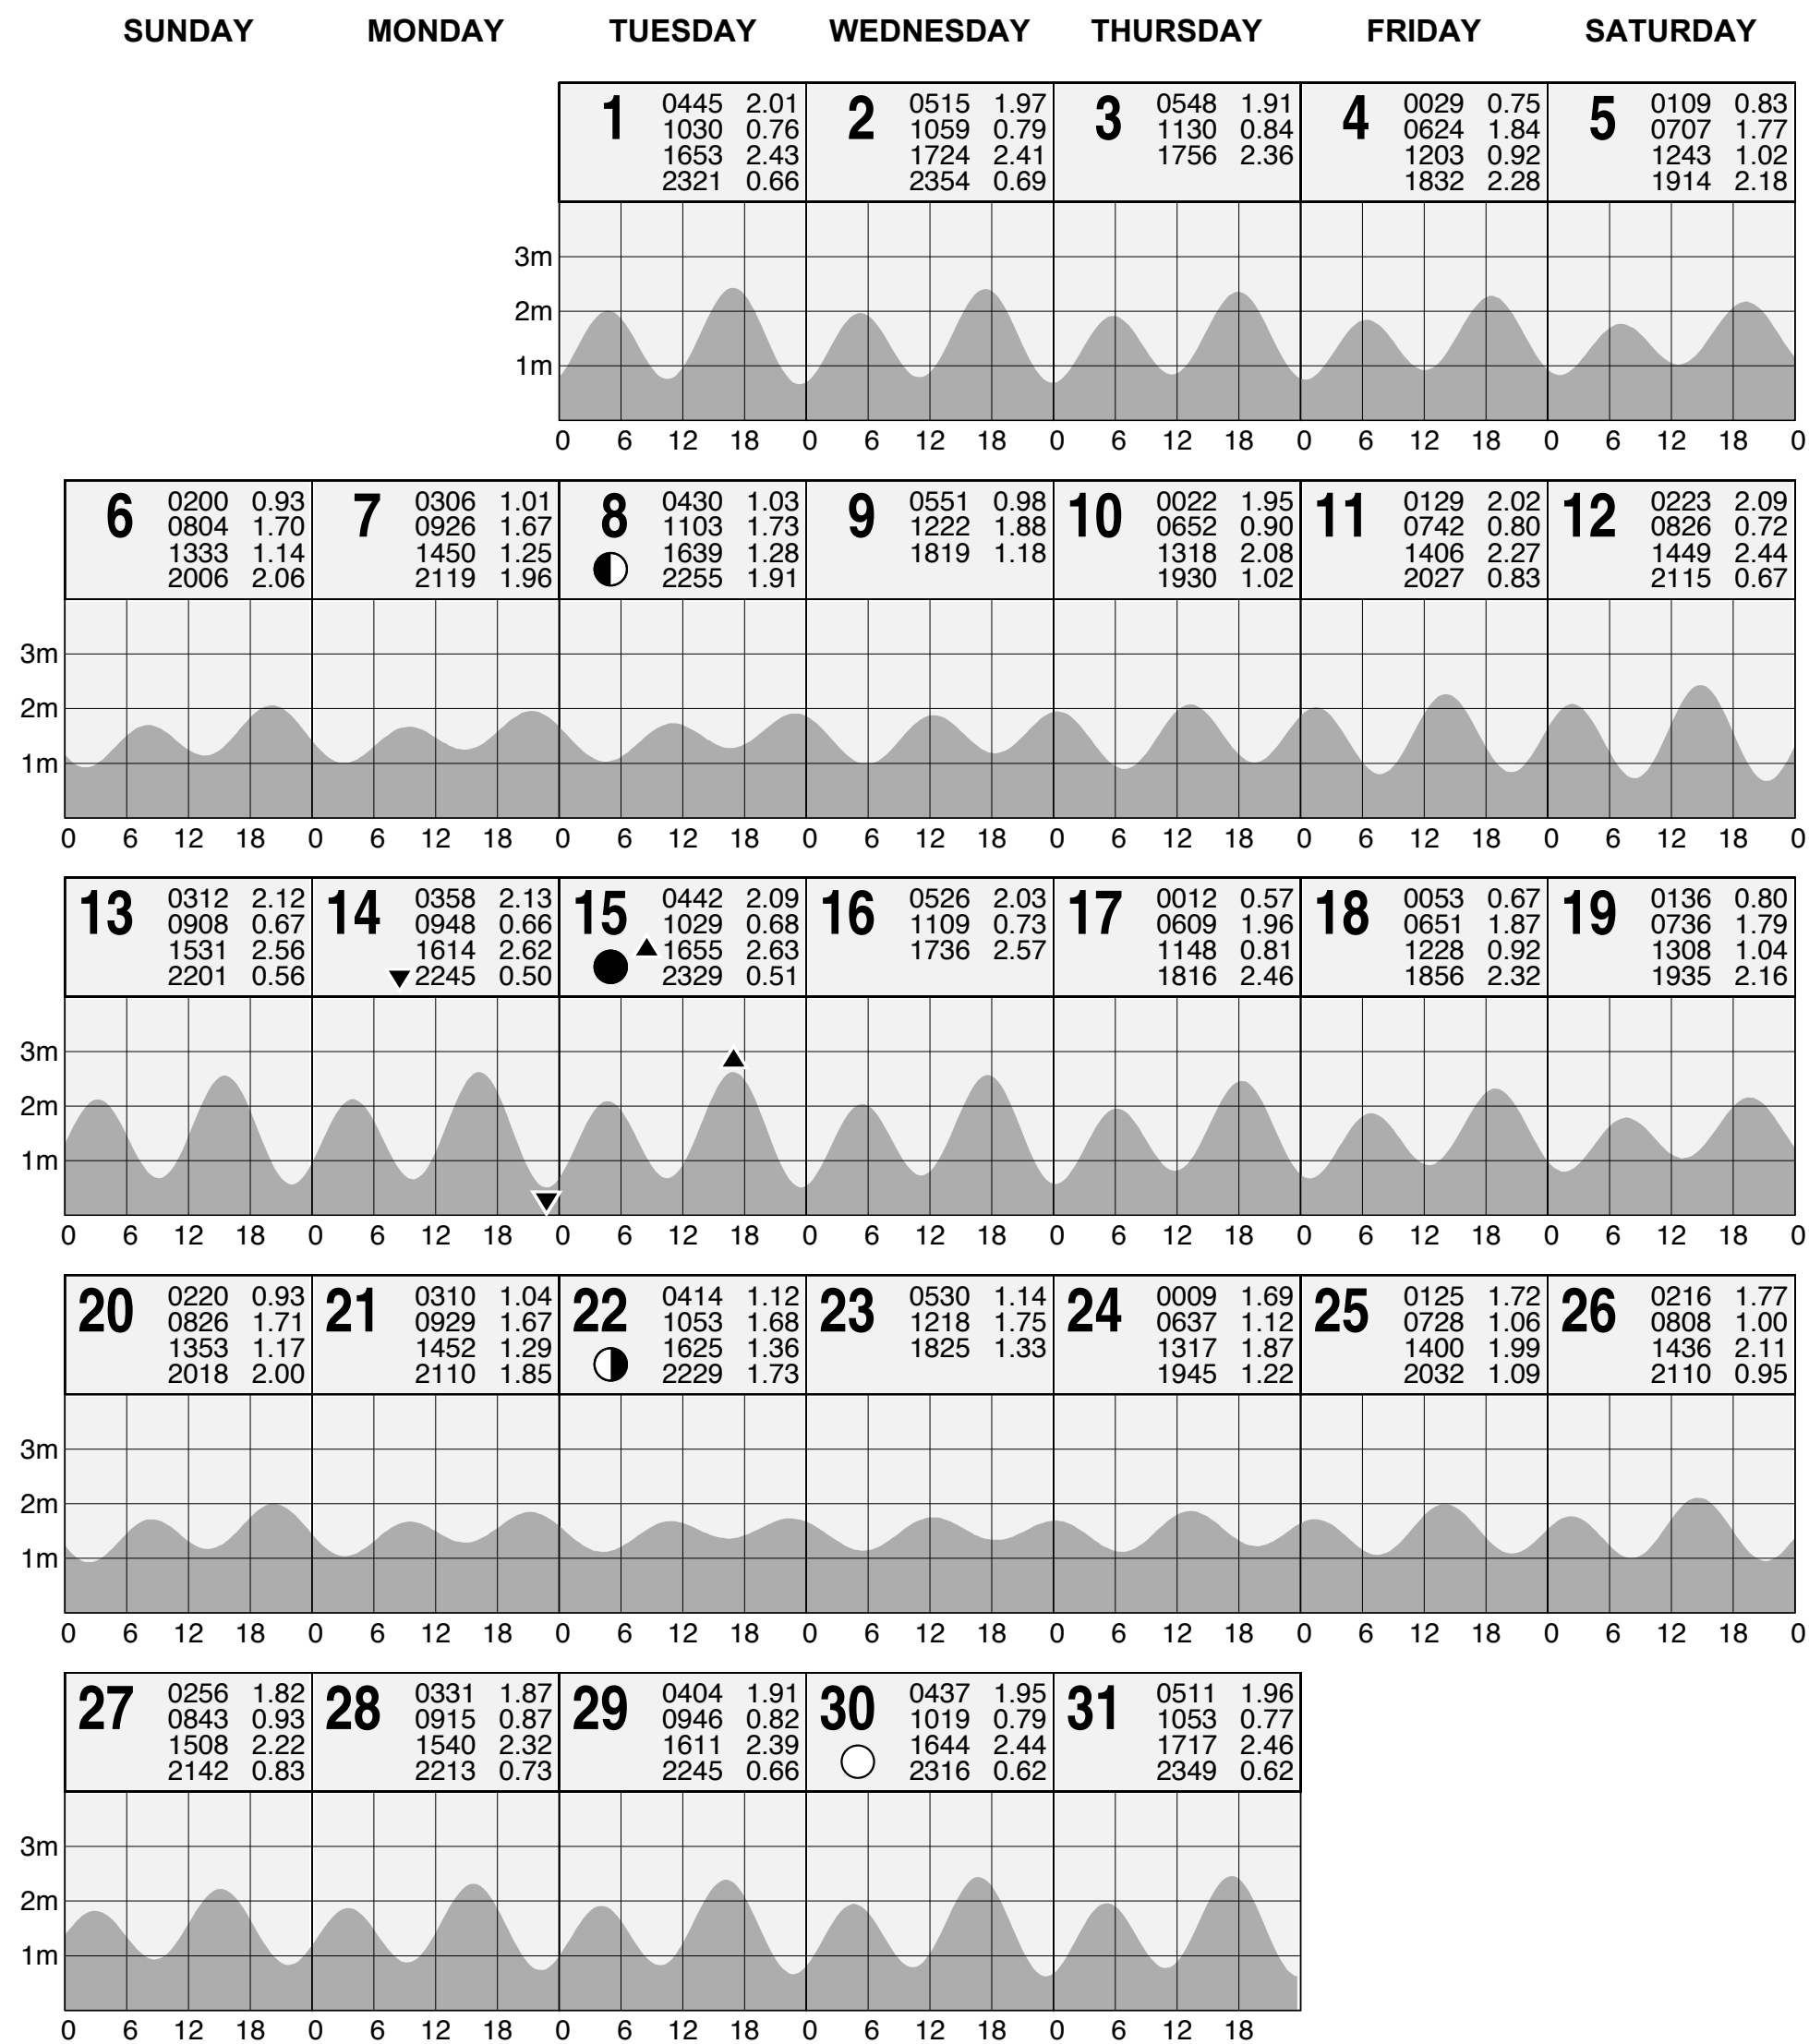 SUNDAY MONDAY TUESDAY WEDNESDAY THURSDAY FRIDAY SATURDAY
1 0445 2.01
1030 0.76
1653 2.43
2321 0.66
2 0515 1.97
1059 0.79
1724 2.41
2354 0.69
3 0548 1.91
1130 0.84
1756 2.36
4 0029 0.75
0624 1.84
1203 0.92
1832 2.28
5 0109 0.83
0707 1.77
1243 1.02
1914 2.18
3m
2m
1m
0 6 12 18 0 6 12 18 0 6 12 18 0 6 12 18 0 6 12 18 0
6 0200 0.93
0804 1.70
1333 1.14
2006 2.06
7 0306 1.01
0926 1.67
1450 1.25
2119 1.96
8 0430 1.03
1103 1.73
1639 1.28
2255 1.91
9 0551 0.98
1222 1.88
1819 1.18
10 0022 1.95
0652 0.90
1318 2.08
1930 1.02
11 0129 2.02
0742 0.80
1406 2.27
2027 0.83
12 0223 2.09
0826 0.72
1449 2.44
2115 0.67
3m
2m
1m
0 6 12 18 0 6 12 18 0 6 12 18 0 6 12 18 0 6 12 18 0 6 12 18 0 6 12 18 0
13 0312 2.12
0908 0.67
1531 2.56
2201 0.56
14 0358 2.13
0948 0.66
1614 2.62
2245 0.50
15 0442 2.09
1029 0.68
1655 2.63
2329 0.51
16 0526 2.03
1109 0.73
1736 2.57
17 0012 0.57
0609 1.96
1148 0.81
1816 2.46
18 0053 0.67
0651 1.87
1228 0.92
1856 2.32
19 0136 0.80
0736 1.79
1308 1.04
1935 2.16
3m
2m
1m
0 6 12 18 0 6 12 18 0 6 12 18 0 6 12 18 0 6 12 18 0 6 12 18 0 6 12 18 0
20 0220 0.93
0826 1.71
1353 1.17
2018 2.00
21 0310 1.04
0929 1.67
1452 1.29
2110 1.85
22 0414 1.12
1053 1.68
1625 1.36
2229 1.73
23 0530 1.14
1218 1.75
1825 1.33
24 0009 1.69
0637 1.12
1317 1.87
1945 1.22
25 0125 1.72
0728 1.06
1400 1.99
2032 1.09
26 0216 1.77
0808 1.00
1436 2.11
2110 0.95
3m
2m
1m
0 6 12 18 0 6 12 18 0 6 12 18 0 6 12 18 0 6 12 18 0 6 12 18 0 6 12 18 0
27 0256 1.82
0843 0.93
1508 2.22
2142 0.83
28 0331 1.87
0915 0.87
1540 2.32
2213 0.73
29 0404 1.91
0946 0.82
1611 2.39
2245 0.66
30 0437 1.95
1019 0.79
1644 2.44
2316 0.62
31 0511 1.96
1053 0.77
1717 2.46
2349 0.62
3m
2m
1m
0 6 12 18 0 6 12 18 0 6 12 18 0 6 12 18 0 6 12 18